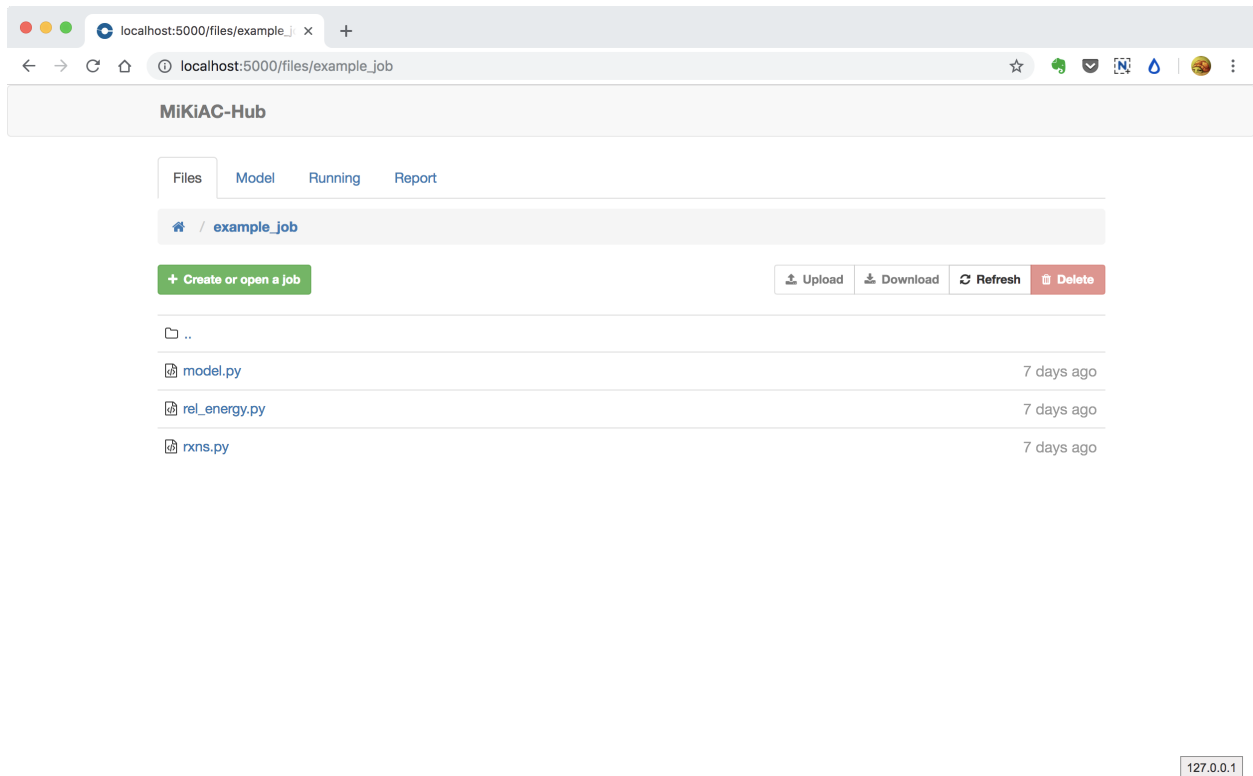 localhost:5000/files/example_j
localhost:5000/files/example_job
MiKiAC-Hub
Files Model Running Report
/ example_job
Create or open a job Upload Download Refresh Delete
..
model.py 7 days ago
rel_energy.py 7 days ago
rxns.py 7 days ago
127.0.0.1